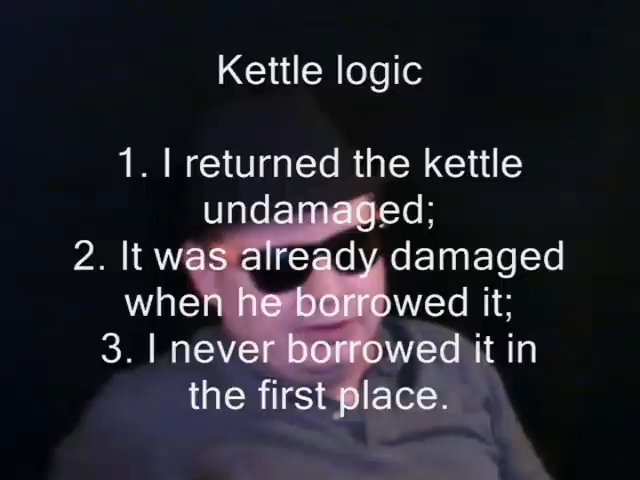 Kettle logic
1. I returned the kettle
undamaged;
2. It was already damaged
when he borrowed it;
3. I never borrowed it in
the first place.